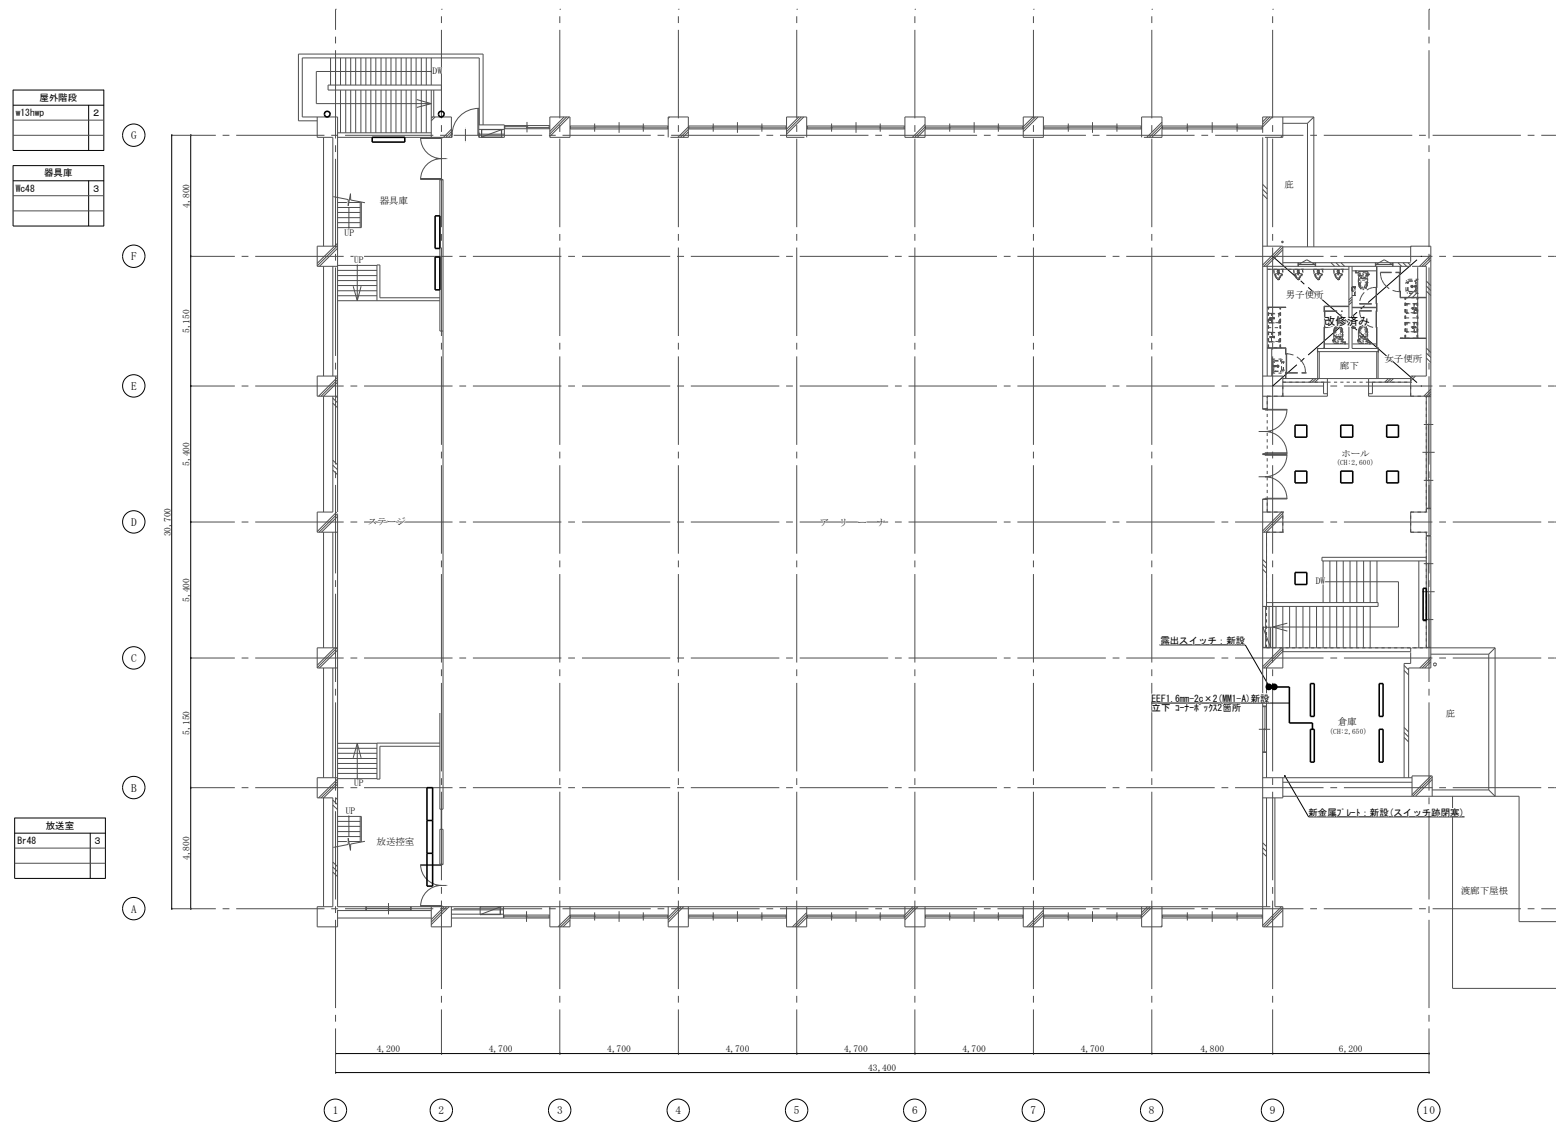 屋外階段
w13hwp 2
器具庫
Wc48 3
放送室
Br48 3
G
F
E
D
C
B
A
4,800
5,150
5,400
5,400
5,150
4,800
30,700
DW
器具庫
UP
UP
ステージ
アリーナ
UP
UP
放送控室
庇
男子便所
改修済み
女子便所
廊下
ホール
(CH:2,600)
DW
露出スイッチ:新設
EEF1.6mm-2c×2(MM1-A)新設
立下 コーナーボックス2箇所
倉庫
(CH:2,650)
庇
新金属プレート:新設(スイッチ跡閉塞)
渡廊下屋根
4,200 4,700 4,700 4,700 4,700 4,700 4,700 4,800 6,200
43,400
1 2 3 4 5 6 7 8 9 10